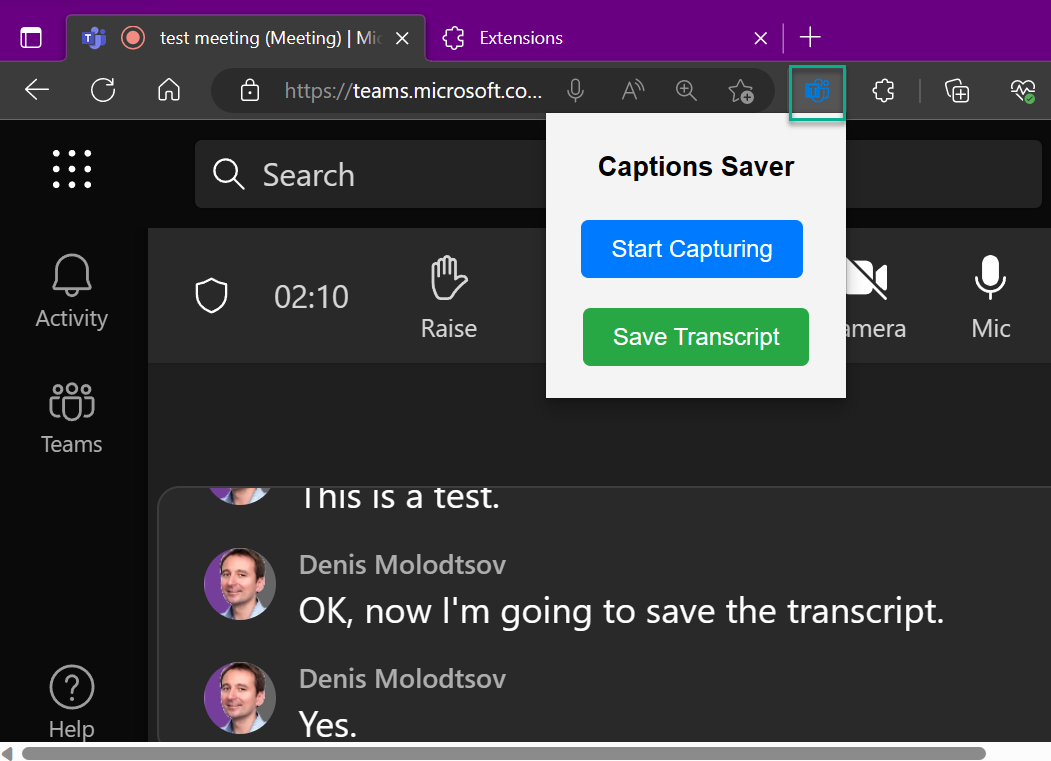 test meeting (Meeting) | Mic
Extensions
https://teams.microsoft.co...
Search
Captions Saver
Start Capturing
Save Transcript
Activity
02:10
Raise
amera
Mic
Teams
This is a test.
Denis Molodtsov
OK, now I'm going to save the transcript.
Denis Molodtsov
Yes.
Help